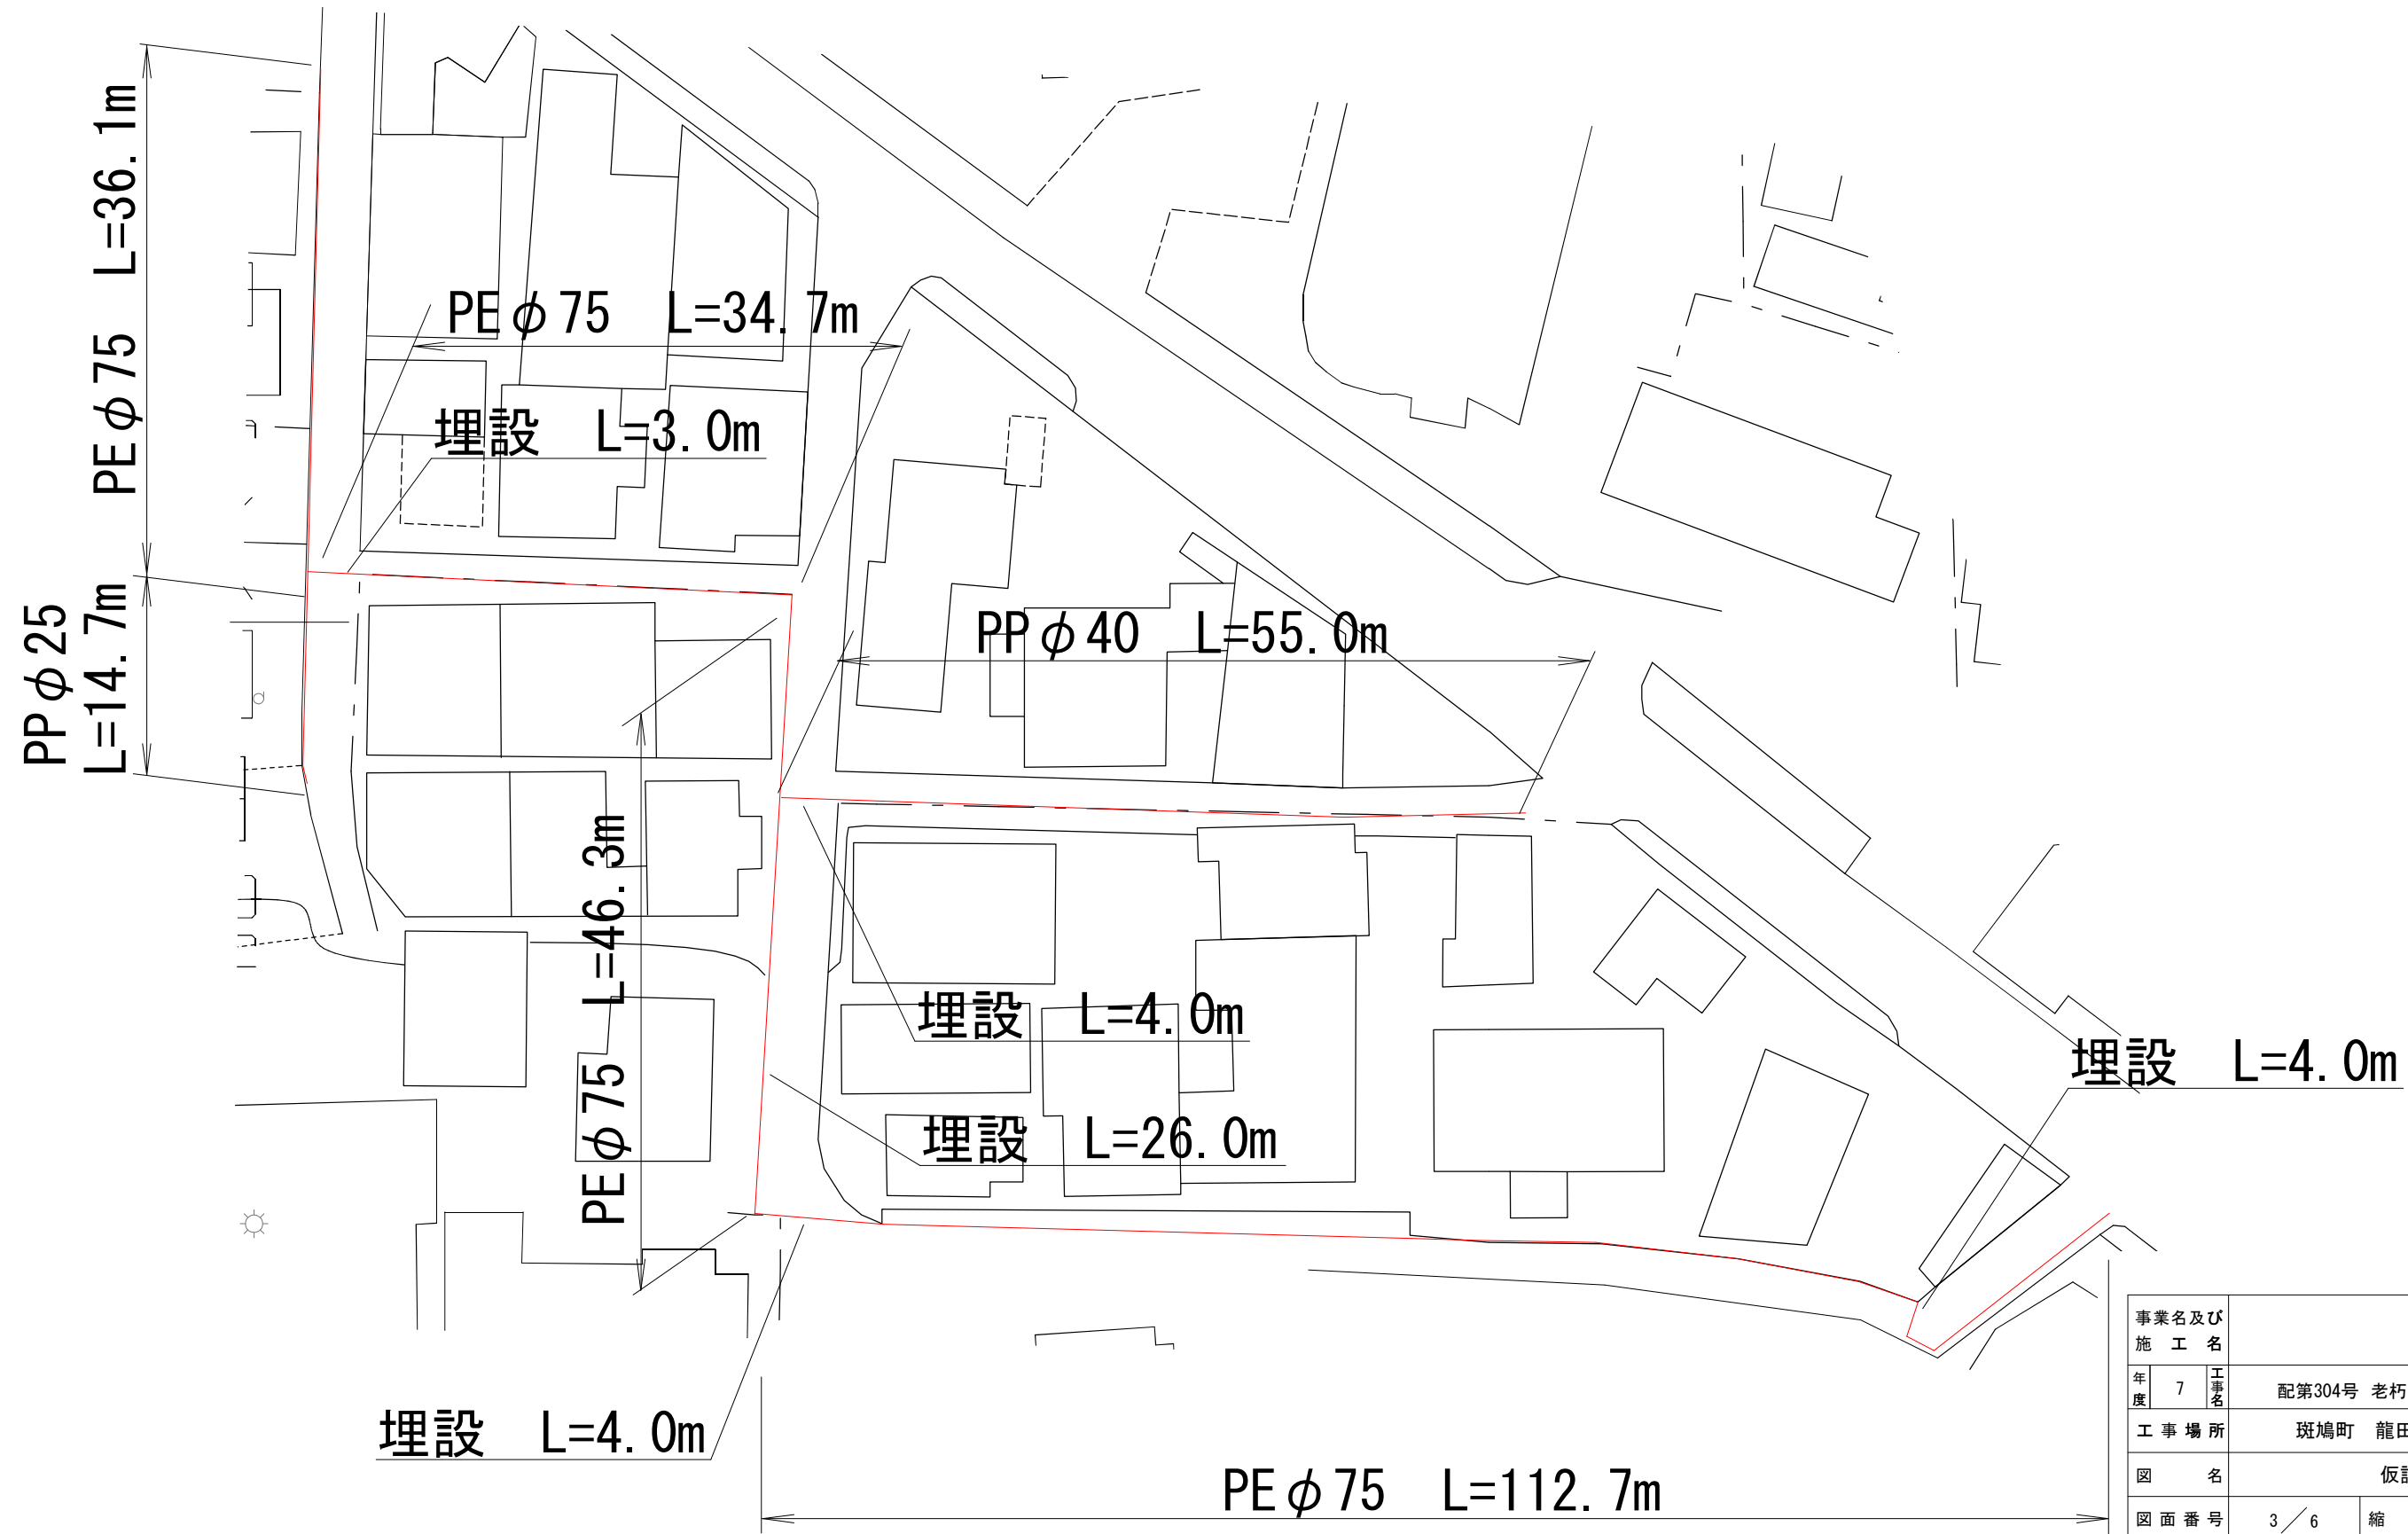 PEφ75 L=36.1m
PPφ25
L=14.7m
PEφ75 L=34.7m
埋設 L=3.0m
PPφ40 L=55.0m
PEφ75 L=46.3m
埋設 L=4.0m
埋設 L=26.0m
埋設 L=4.0m
埋設 L=4.0m
PEφ75 L=112.7m
事業名及び
施工名
年度 7 工事名 配第304号 老朽
工事場所 斑鳩町 龍田
図名 仮設
図面番号 3/6 縮